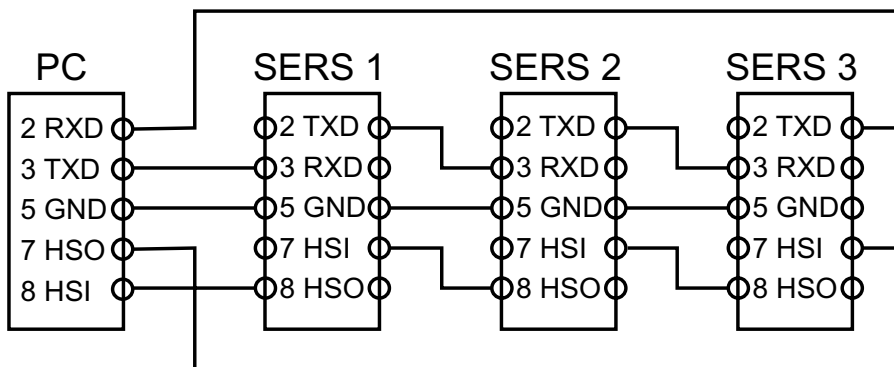 PC
2 RXD
3 TXD
5 GND
7 HSO
8 HSI
SERS 1
2 TXD
3 RXD
5 GND
7 HSI
8 HSO
SERS 2
2 TXD
3 RXD
5 GND
7 HSI
8 HSO
SERS 3
2 TXD
3 RXD
5 GND
7 HSI
8 HSO